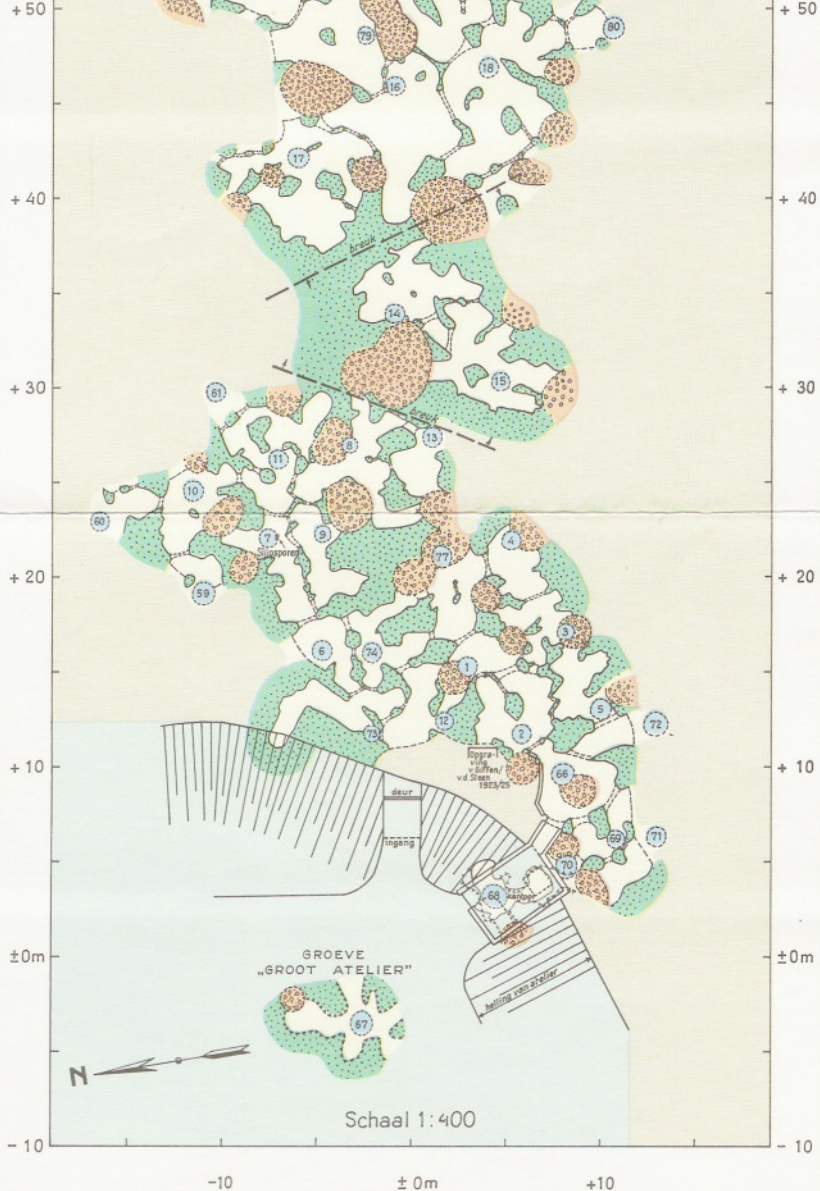 + 50
+ 50
80
79
18
16
17
+ 40
+ 40
breuk
14
15
+ 30
+ 30
61
breuk
13
8
11
10
60
9
7
Slijpsporen
4
77
+ 20
+ 20
59
3
6
74
1
5
72
12
73
2
+ 10
+ 10
Opgra-
ving
v. Giffen/
v.d. Sleen
1923/25
66
deur
ingang
69
71
70
68
kantoor
±0m
±0m
GROEVE
„GROOT ATELIER"
helling van atelier
67
N
Schaal 1:400
- 10
- 10
-10
± 0m
+10